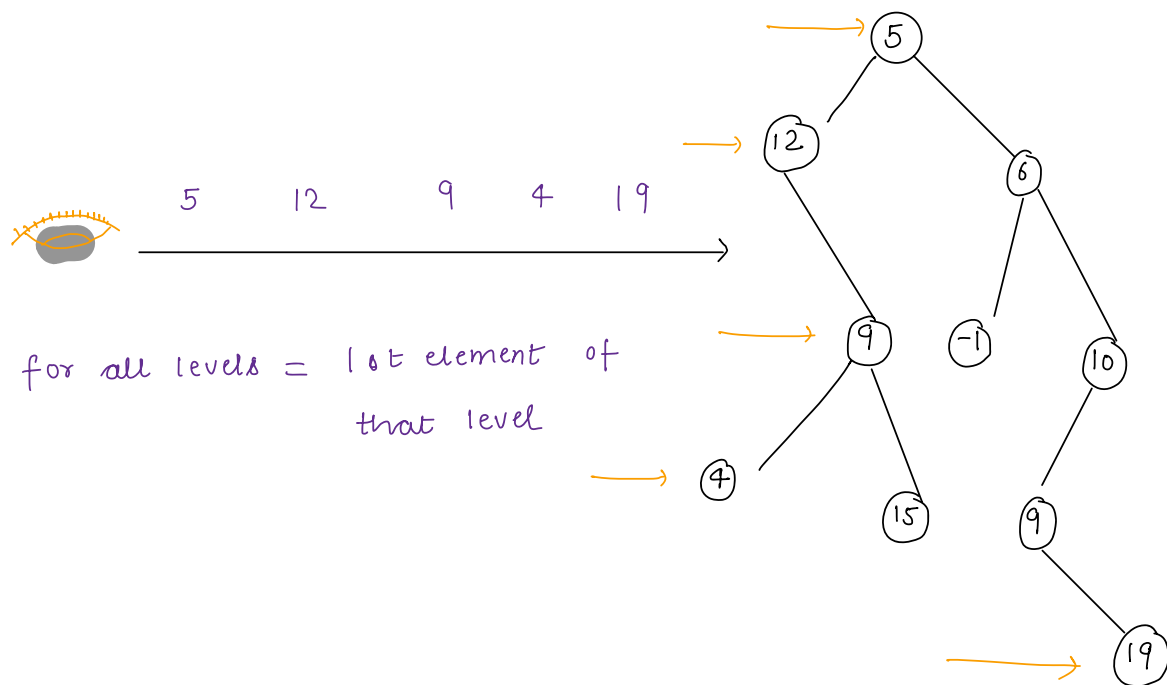 5
12
6
5 12 9 4 19
9 -1 10
for all levels = 1st element of
that level
4 15 9
19